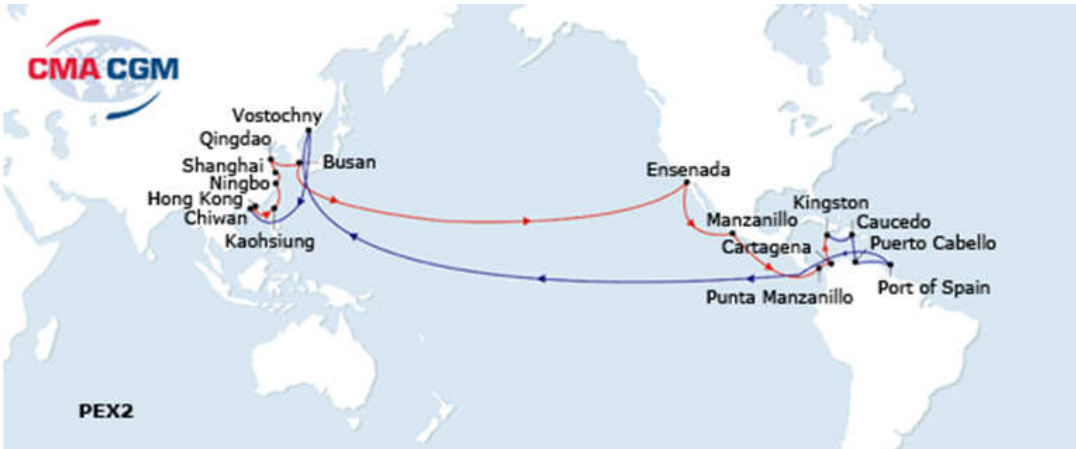 CMA CGM
Vostochny
Qingdao
Busan
Shanghai
Ningbo
Hong Kong
Chiwan
Kaohsiung
Ensenada
Kingston
Manzanillo
Caucedo
Cartagena
Puerto Cabello
Port of Spain
Punta Manzanillo
PEX2